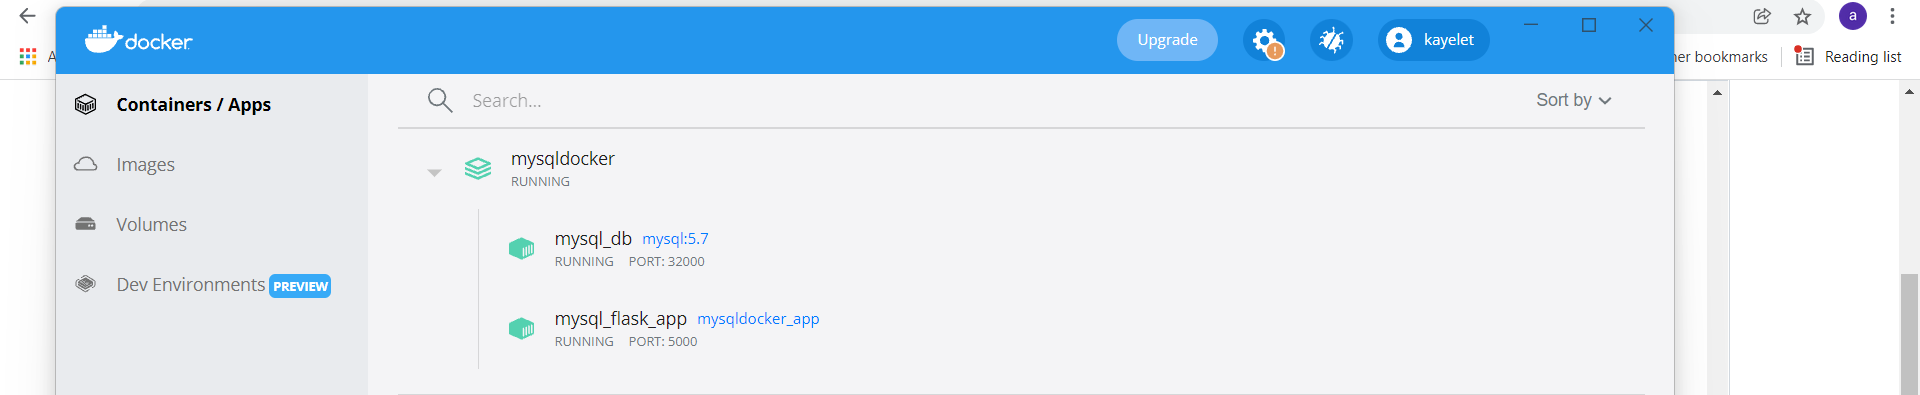 docker
Upgrade
!
kayelet
a
A
her bookmarks
Reading list
Containers / Apps
Images
Volumes
Dev Environments PREVIEW
Search...
Sort by
mysqldocker
RUNNING
mysql_db mysql:5.7
RUNNING PORT: 32000
mysql_flask_app mysqldocker_app
RUNNING PORT: 5000